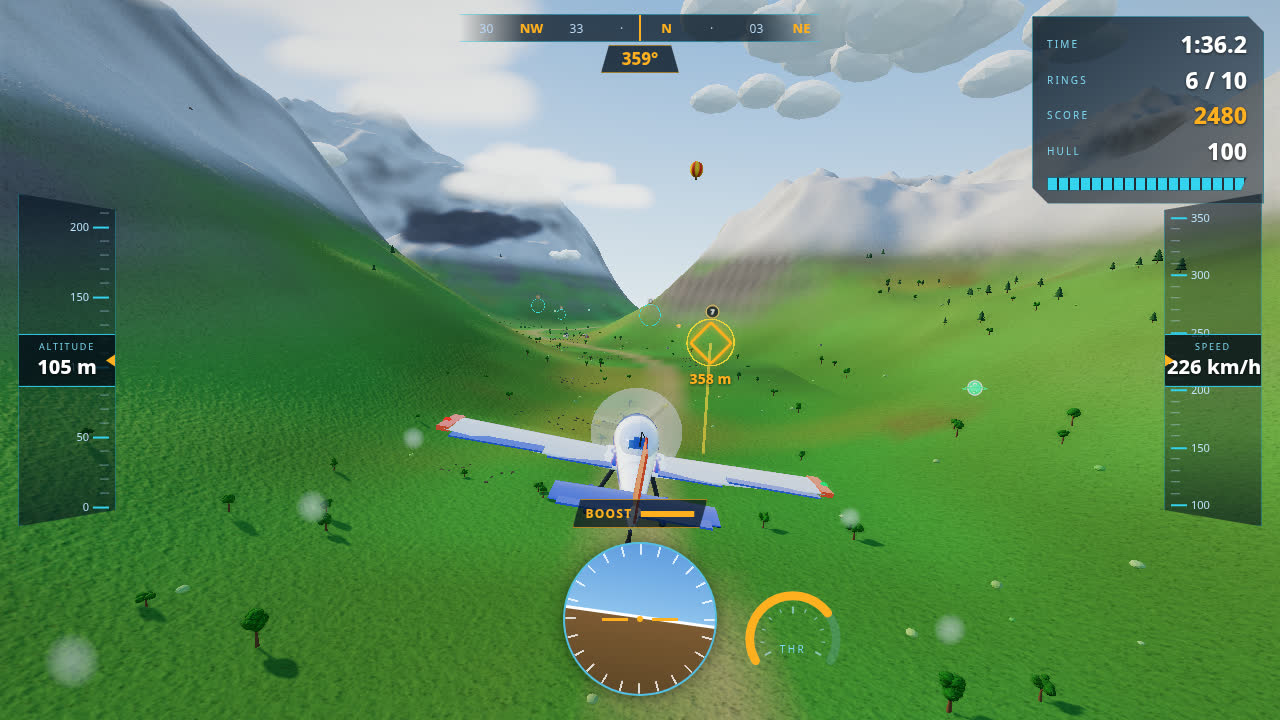 30 NW 33 · N · 03 NE
359°
TIME 1:36.2
RINGS 6 / 10
SCORE 2480
HULL 100
200
150
ALTITUDE
105 m
50
0
350
300
250
SPEED
226 km/h
200
150
100
7
358 m
BOOST
THR